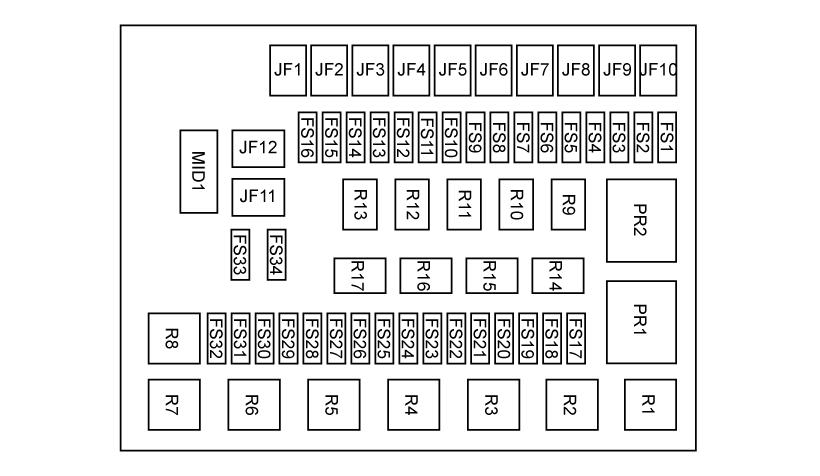 JF1 JF2 JF3 JF4 JF5 JF6 JF7 JF8 JF9 JF10
FS16 FS15 FS14 FS13 FS12 FS11 FS10 FS9 FS8 FS7 FS6 FS5 FS4 FS3 FS2 FS1
MID1 JF12
JF11
R13 R12 R11 R10 R9 PR2
FS33 FS34
R17 R16 R15 R14
PR1
R8 FS32 FS31 FS30 FS29 FS28 FS27 FS26 FS25 FS24 FS23 FS22 FS21 FS20 FS19 FS18 FS17
R7 R6 R5 R4 R3 R2 R1